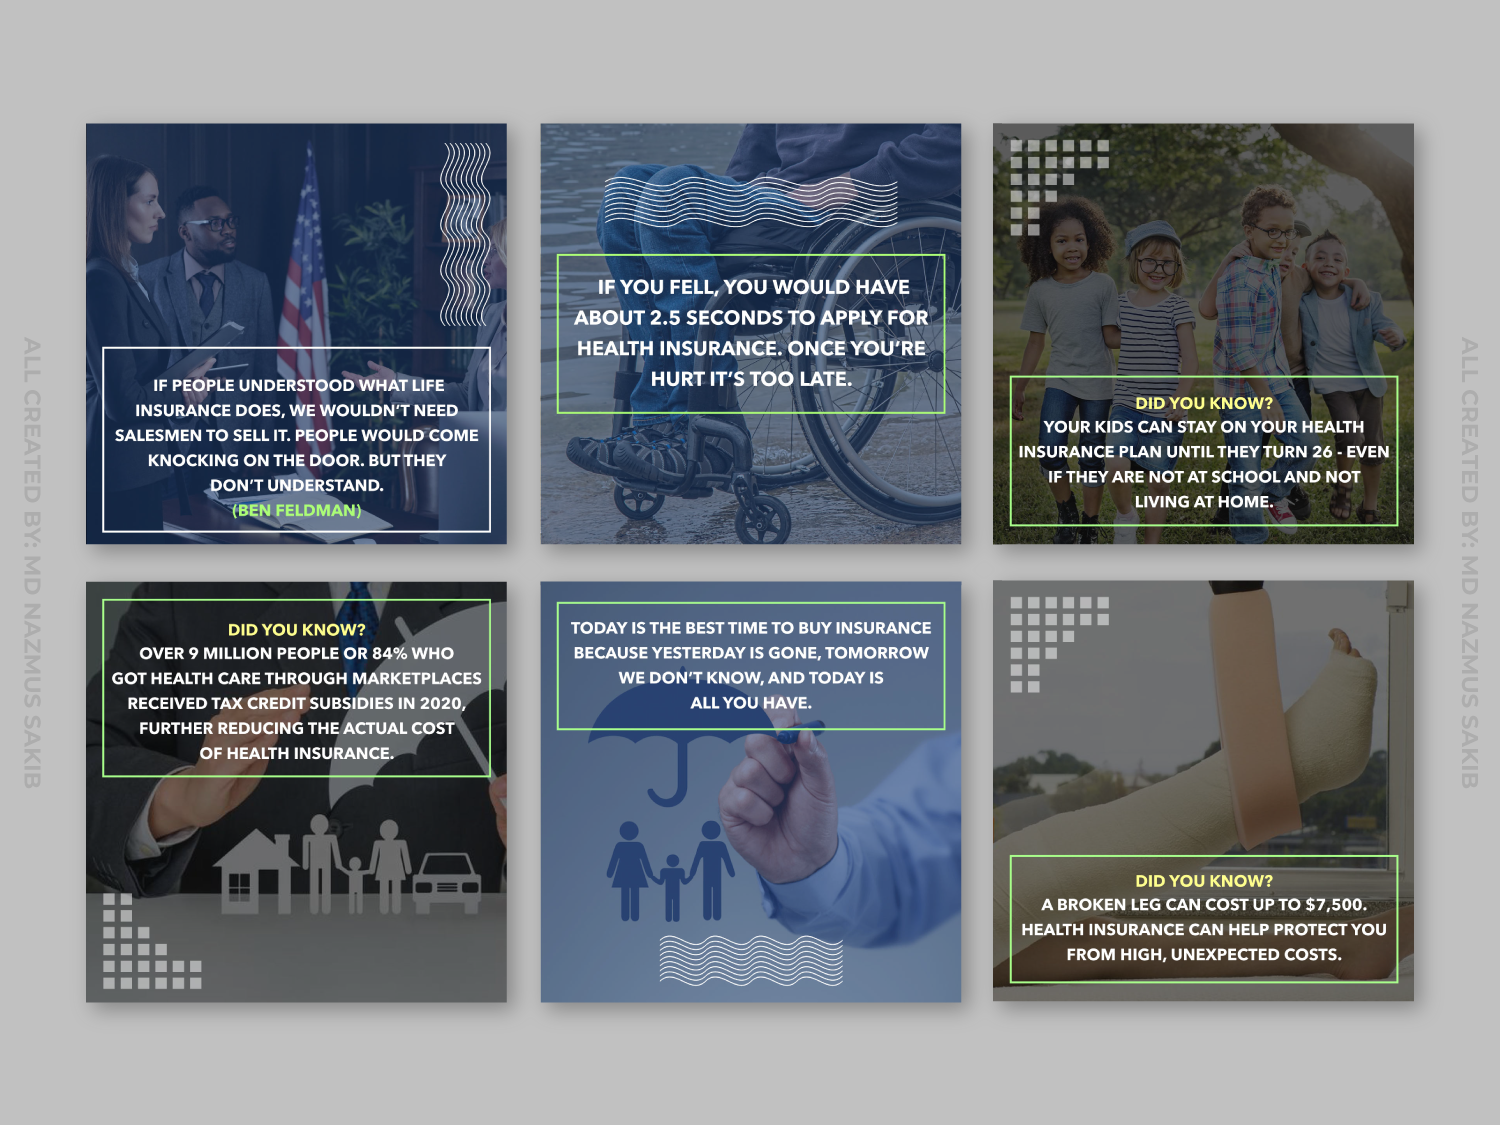 IF PEOPLE UNDERSTOOD WHAT LIFE
INSURANCE DOES, WE WOULDN'T NEED
SALESMEN TO SELL IT. PEOPLE WOULD COME
KNOCKING ON THE DOOR. BUT THEY
DON'T UNDERSTAND.
(BEN FELDMAN)
IF YOU FELL, YOU WOULD HAVE
ABOUT 2.5 SECONDS TO APPLY FOR
HEALTH INSURANCE. ONCE YOU'RE
HURT IT'S TOO LATE.
DID YOU KNOW?
YOUR KIDS CAN STAY ON YOUR HEALTH
INSURANCE PLAN UNTIL THEY TURN 26 - EVEN
IF THEY ARE NOT AT SCHOOL AND NOT
LIVING AT HOME.
DID YOU KNOW?
OVER 9 MILLION PEOPLE OR 84% WHO
GOT HEALTH CARE THROUGH MARKETPLACES
RECEIVED TAX CREDIT SUBSIDIES IN 2020,
FURTHER REDUCING THE ACTUAL COST
OF HEALTH INSURANCE.
TODAY IS THE BEST TIME TO BUY INSURANCE
BECAUSE YESTERDAY IS GONE, TOMORROW
WE DON'T KNOW, AND TODAY IS
ALL YOU HAVE.
DID YOU KNOW?
A BROKEN LEG CAN COST UP TO $7,500.
HEALTH INSURANCE CAN HELP PROTECT YOU
FROM HIGH, UNEXPECTED COSTS.
ALL CREATED BY: MD NAZMUS SAKIB
ALL CREATED BY: MD NAZMUS SAKIB